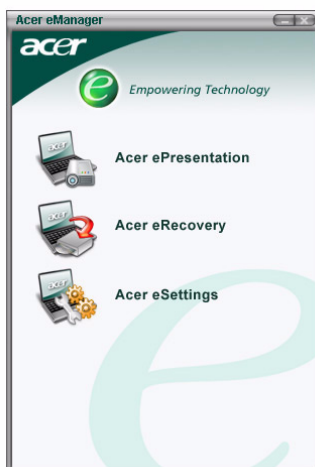 Acer eManager
acer
e Empowering Technology
Acer ePresentation
Acer eRecovery
Acer eSettings
e